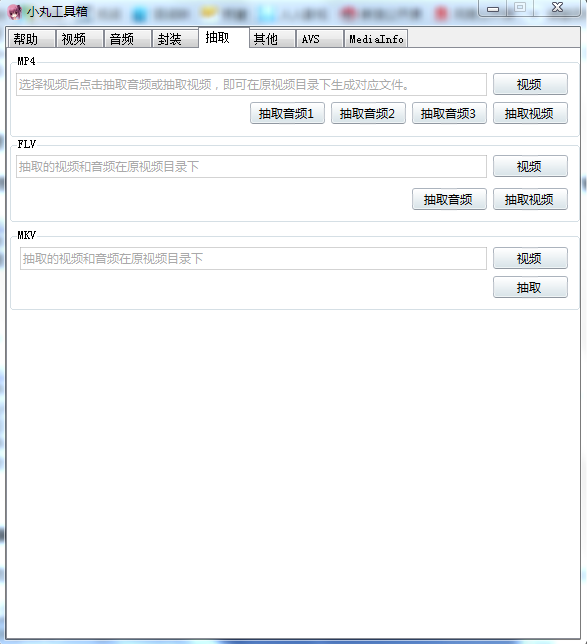 小丸工具箱
帮助 视频 音频 封装 抽取 其他 AVS MediaInfo
MP4
选择视频后点击抽取音频或抽取视频，即可在原视频目录下生成对应文件。 视频
抽取音频1 抽取音频2 抽取音频3 抽取视频
FLV
抽取的视频和音频在原视频目录下 视频
抽取音频 抽取视频
MKV
抽取的视频和音频在原视频目录下 视频
抽取